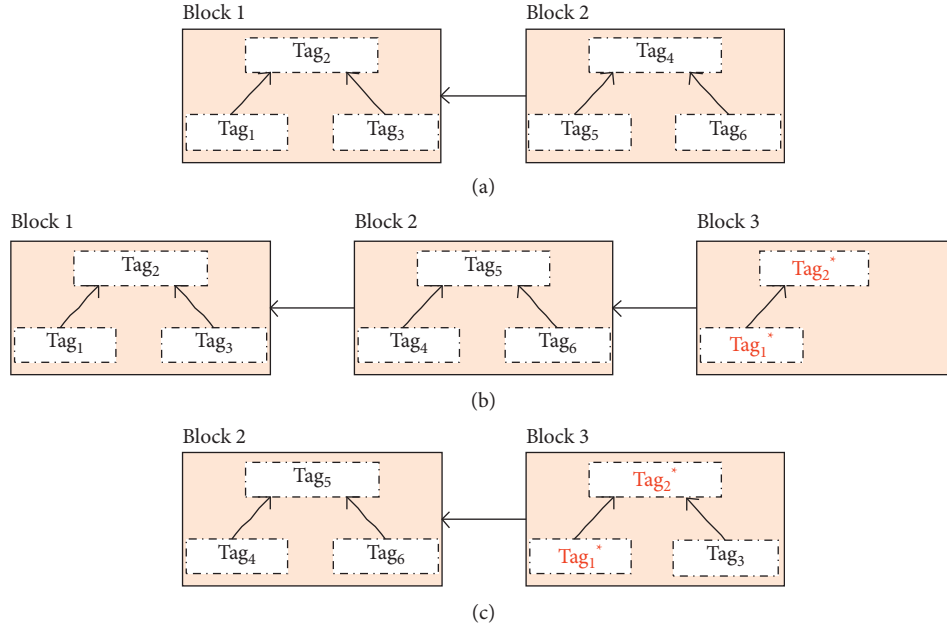 Block 1 Block 2
Tag₂ Tag₄
Tag₁ Tag₃ Tag₅ Tag₆
(a)
Block 1 Block 2 Block 3
Tag₂ Tag₅ Tag₂*
Tag₁ Tag₃ Tag₄ Tag₆ Tag₁*
(b)
Block 2 Block 3
Tag₅ Tag₂*
Tag₄ Tag₆ Tag₁* Tag₃
(c)